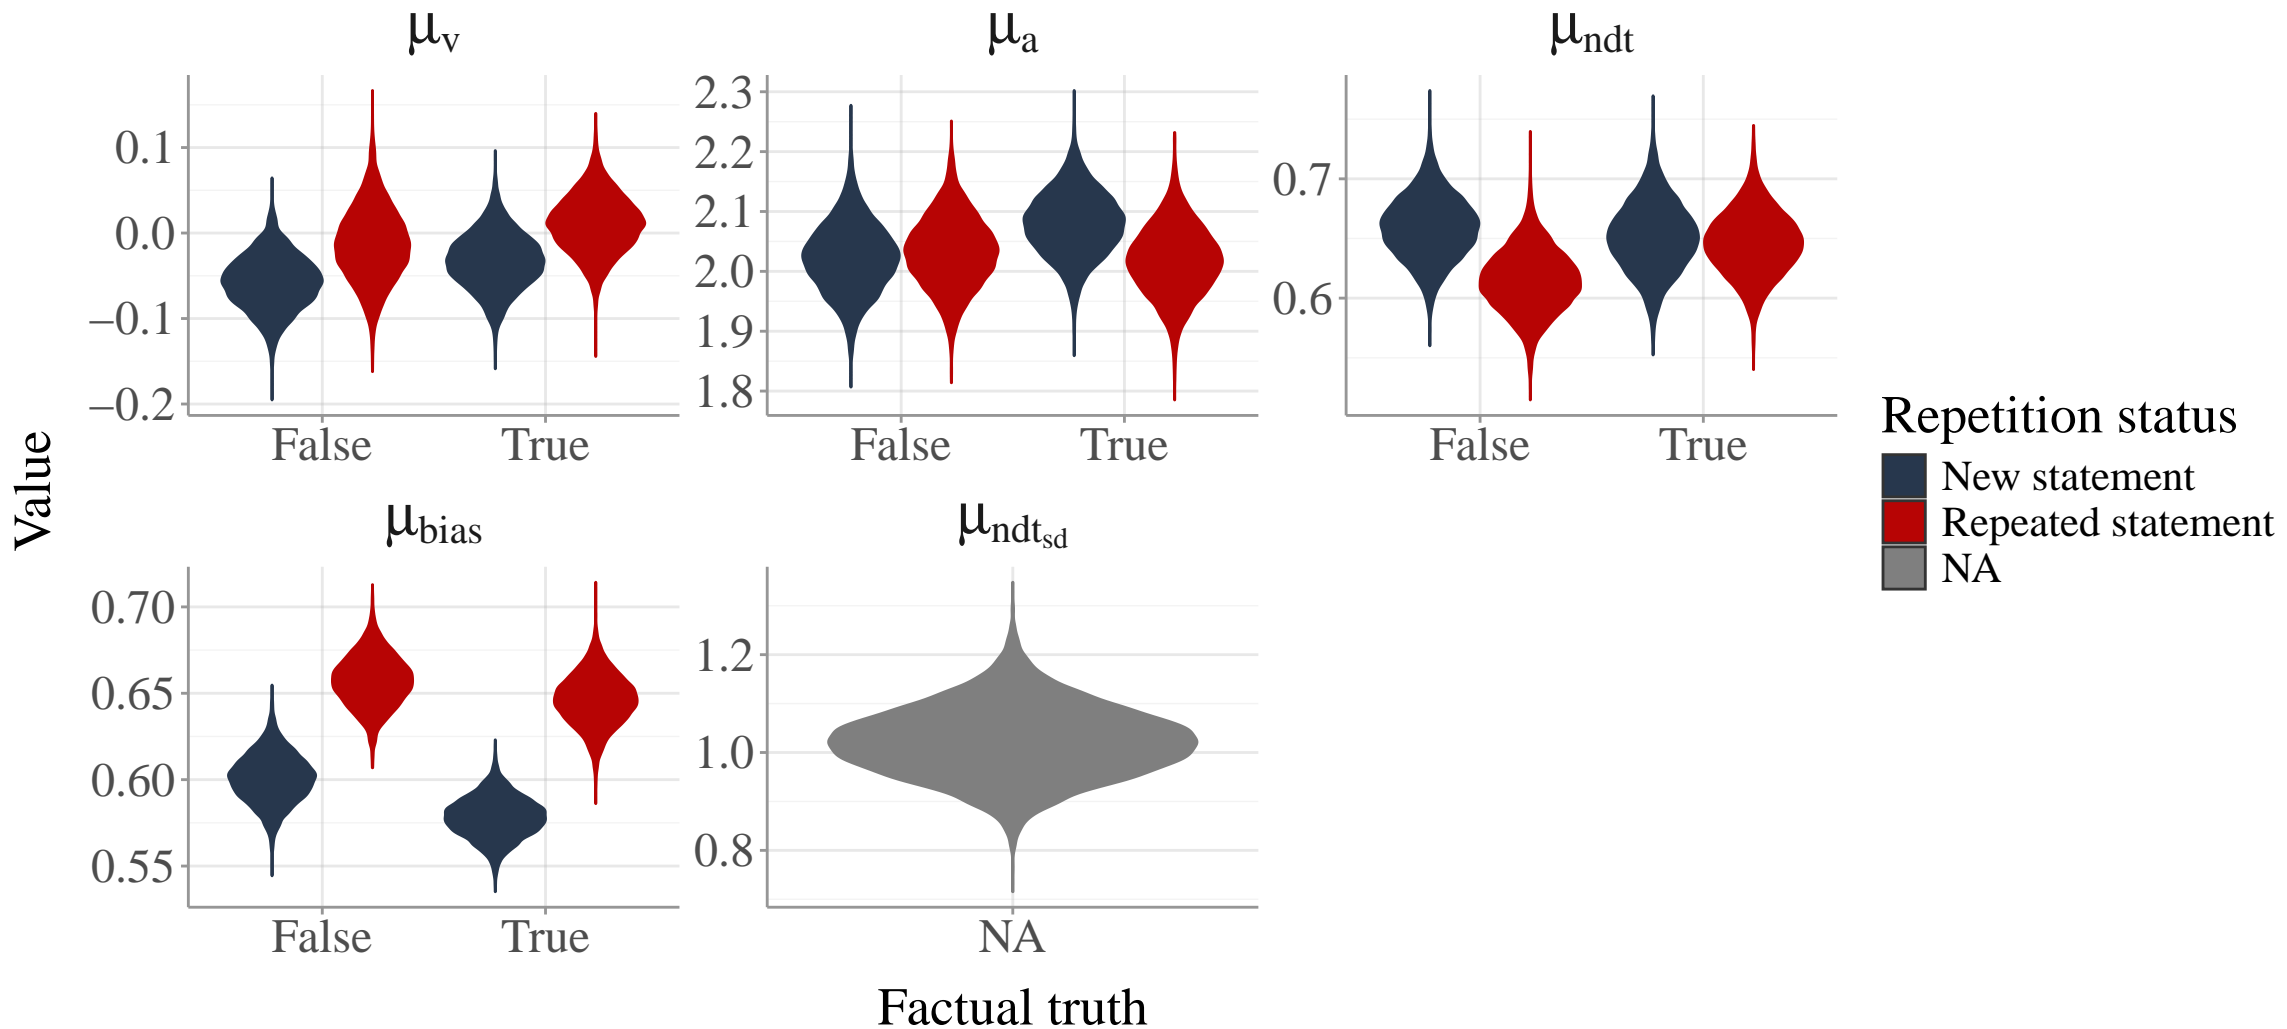 μv
0.1
0.0
−0.1
−0.2
False True
μa
2.3
2.2
2.1
2.0
1.9
1.8
False True
μndt
0.7
0.6
False True
Value
μbias
0.70
0.65
0.60
0.55
False True
μndtsd
1.2
1.0
0.8
NA
Factual truth
Repetition status
New statement
Repeated statement
NA